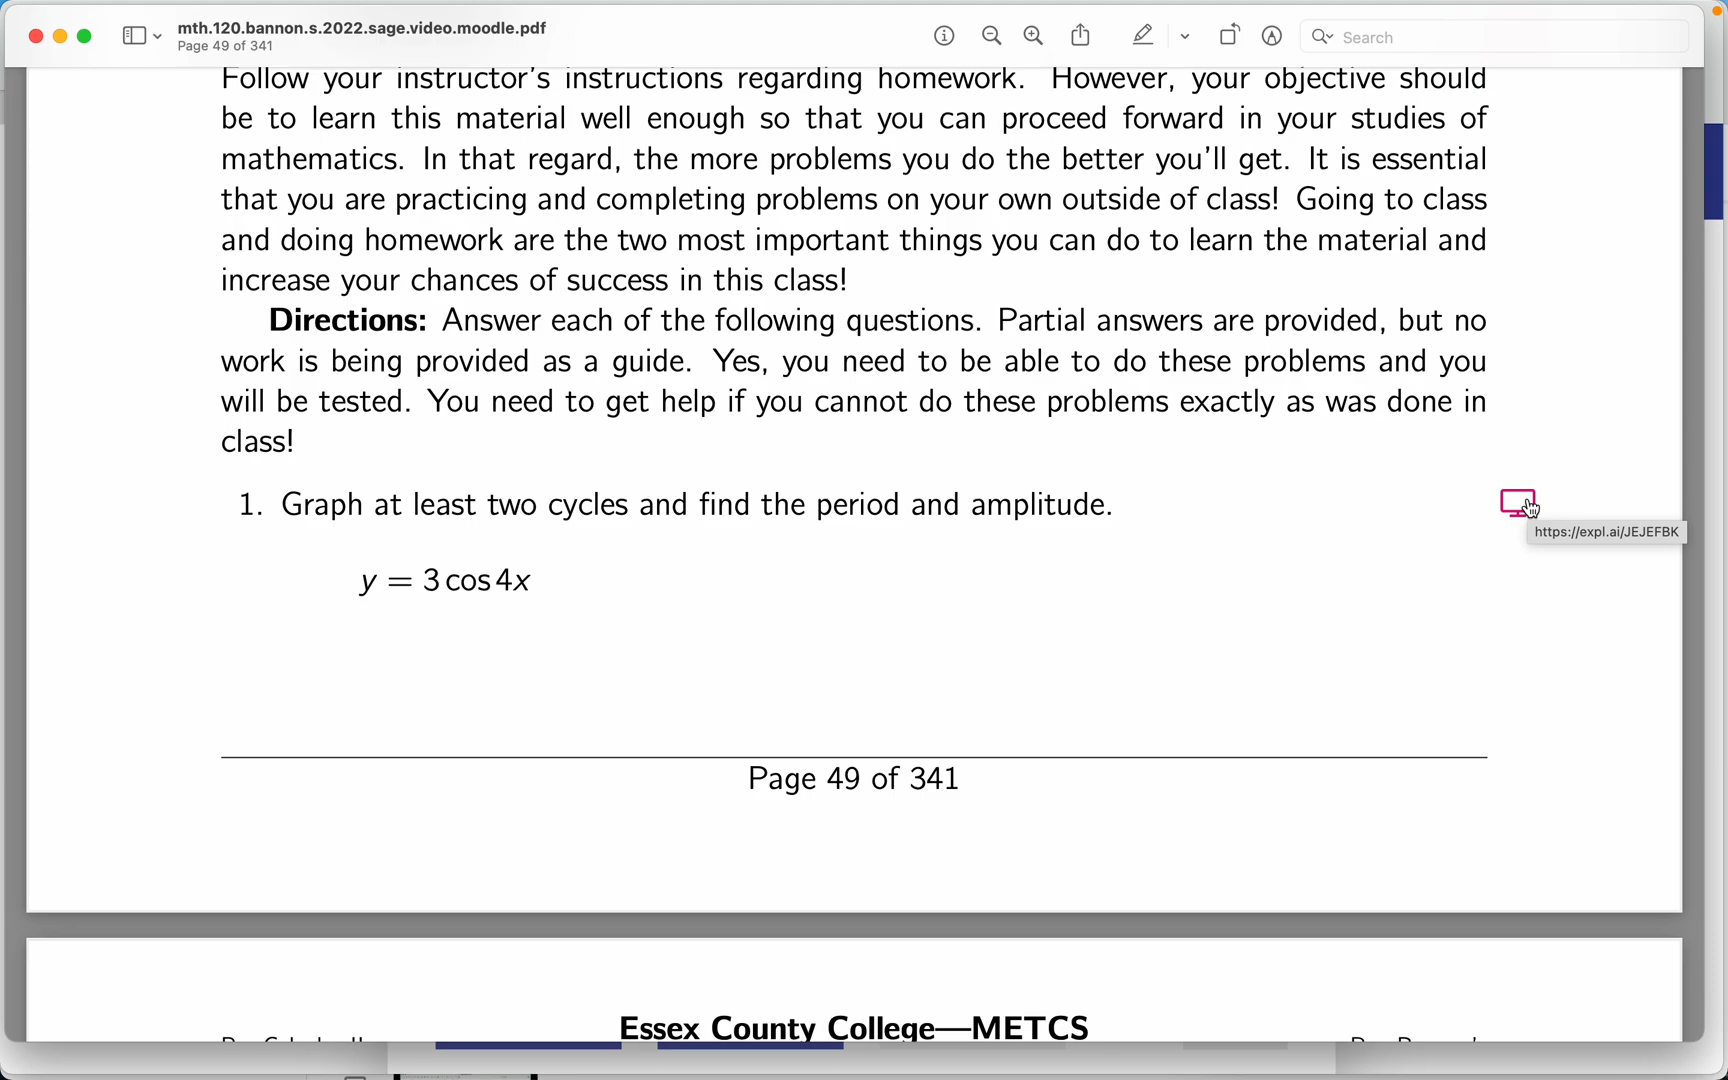 mth.120.bannon.s.2022.sage.video.moodle.pdf
Page 49 of 341
Search
Follow your instructor's instructions regarding homework. However, your objective should
be to learn this material well enough so that you can proceed forward in your studies of
mathematics. In that regard, the more problems you do the better you'll get. It is essential
that you are practicing and completing problems on your own outside of class! Going to class
and doing homework are the two most important things you can do to learn the material and
increase your chances of success in this class!
Directions: Answer each of the following questions. Partial answers are provided, but no
work is being provided as a guide. Yes, you need to be able to do these problems and you
will be tested. You need to get help if you cannot do these problems exactly as was done in
class!
1. Graph at least two cycles and find the period and amplitude.
https://expl.ai/JEJEFBK
y = 3 cos 4x
Page 49 of 341
Essex County College—METCS